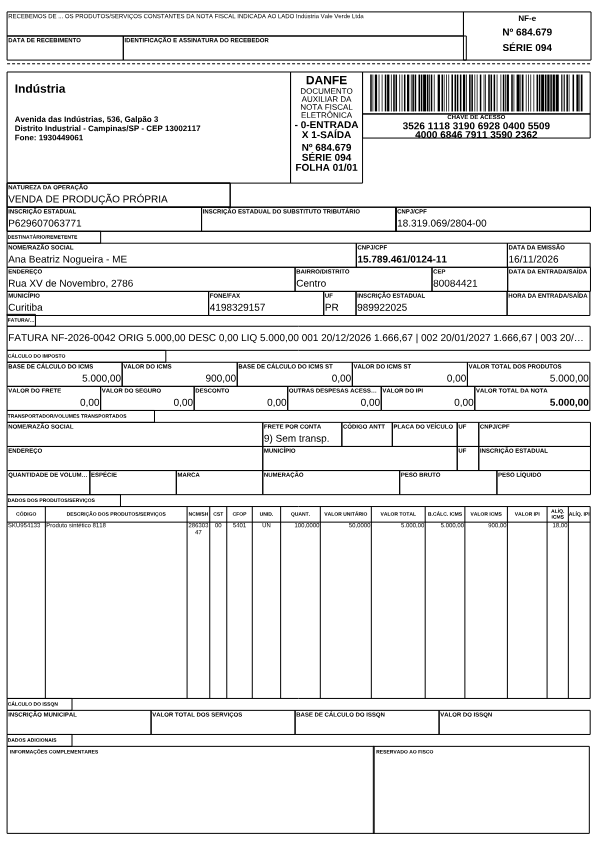 RECEBEMOS DE ... OS PRODUTOS/SERVIÇOS CONSTANTES DA NOTA FISCAL INDICADA AO LADO Indústria Vale Verde Ltda
NF-e
Nº 684.679
SÉRIE 094
DATA DE RECEBIMENTO
IDENTIFICAÇÃO E ASSINATURA DO RECEBEDOR
Indústria
Avenida das Indústrias, 536, Galpão 3
Distrito Industrial - Campinas/SP - CEP 13002117
Fone: 1930449061
DANFE
DOCUMENTO
AUXILIAR DA
NOTA FISCAL
ELETRÔNICA
- 0-ENTRADA
X 1-SAÍDA
Nº 684.679
SÉRIE 094
FOLHA 01/01
CHAVE DE ACESSO
3526 1118 3190 6928 0400 5509
4000 6846 7911 3590 2362
NATUREZA DA OPERAÇÃO
VENDA DE PRODUÇÃO PRÓPRIA
INSCRIÇÃO ESTADUAL INSCRIÇÃO ESTADUAL DO SUBSTITUTO TRIBUTÁRIO CNPJ/CPF
P629607063771 18.319.069/2804-00
DESTINATÁRIO/REMETENTE
NOME/RAZÃO SOCIAL CNPJ/CPF DATA DA EMISSÃO
Ana Beatriz Nogueira - ME 15.789.461/0124-11 16/11/2026
ENDEREÇO BAIRRO/DISTRITO CEP DATA DA ENTRADA/SAÍDA
Rua XV de Novembro, 2786 Centro 80084421
MUNICÍPIO FONE/FAX UF INSCRIÇÃO ESTADUAL HORA DA ENTRADA/SAÍDA
Curitiba 4198329157 PR 989922025
FATURA/...
FATURA NF-2026-0042 ORIG 5.000,00 DESC 0,00 LIQ 5.000,00 001 20/12/2026 1.666,67 | 002 20/01/2027 1.666,67 | 003 20/...
CÁLCULO DO IMPOSTO
BASE DE CÁLCULO DO ICMS VALOR DO ICMS BASE DE CÁLCULO DO ICMS ST VALOR DO ICMS ST VALOR TOTAL DOS PRODUTOS
5.000,00 900,00 0,00 0,00 5.000,00
VALOR DO FRETE VALOR DO SEGURO DESCONTO OUTRAS DESPESAS ACESS... VALOR DO IPI VALOR TOTAL DA NOTA
0,00 0,00 0,00 0,00 0,00 5.000,00
TRANSPORTADOR/VOLUMES TRANSPORTADOS
NOME/RAZÃO SOCIAL FRETE POR CONTA CÓDIGO ANTT PLACA DO VEÍCULO UF CNPJ/CPF
9) Sem transp.
ENDEREÇO MUNICÍPIO UF INSCRIÇÃO ESTADUAL
QUANTIDADE DE VOLUM... ESPÉCIE MARCA NUMERAÇÃO PESO BRUTO PESO LÍQUIDO
DADOS DOS PRODUTOS/SERVIÇOS
CÓDIGO DESCRIÇÃO DOS PRODUTOS/SERVIÇOS NCM/SH CST CFOP UNID. QUANT. VALOR UNITÁRIO VALOR TOTAL B.CÁLC. ICMS VALOR ICMS VALOR IPI ALÍQ. ICMS ALÍQ. IPI
SKU954133 Produto sintético 8118 28630347 00 5401 UN 100,0000 50,0000 5.000,00 5.000,00 900,00 18,00
CÁLCULO DO ISSQN
INSCRIÇÃO MUNICIPAL VALOR TOTAL DOS SERVIÇOS BASE DE CÁLCULO DO ISSQN VALOR DO ISSQN
DADOS ADICIONAIS
INFORMAÇÕES COMPLEMENTARES RESERVADO AO FISCO